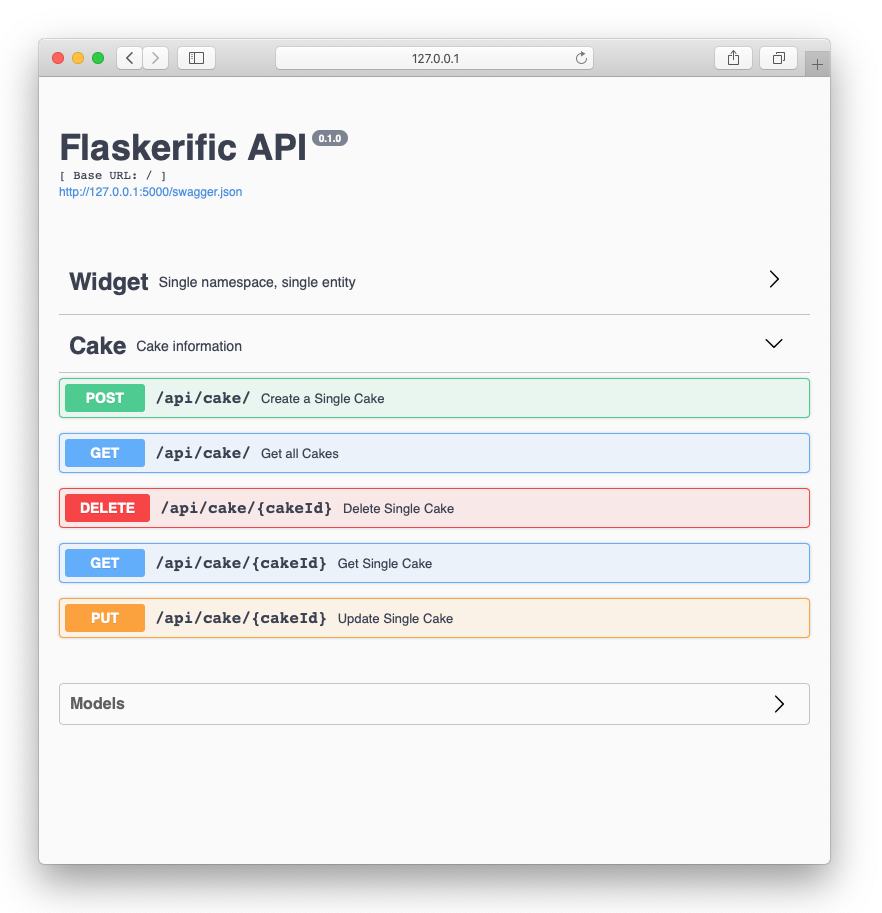 127.0.0.1
Flaskerific API 0.1.0
[ Base URL: / ]
http://127.0.0.1:5000/swagger.json
Widget Single namespace, single entity
Cake Cake information
POST /api/cake/ Create a Single Cake
GET /api/cake/ Get all Cakes
DELETE /api/cake/{cakeId} Delete Single Cake
GET /api/cake/{cakeId} Get Single Cake
PUT /api/cake/{cakeId} Update Single Cake
Models